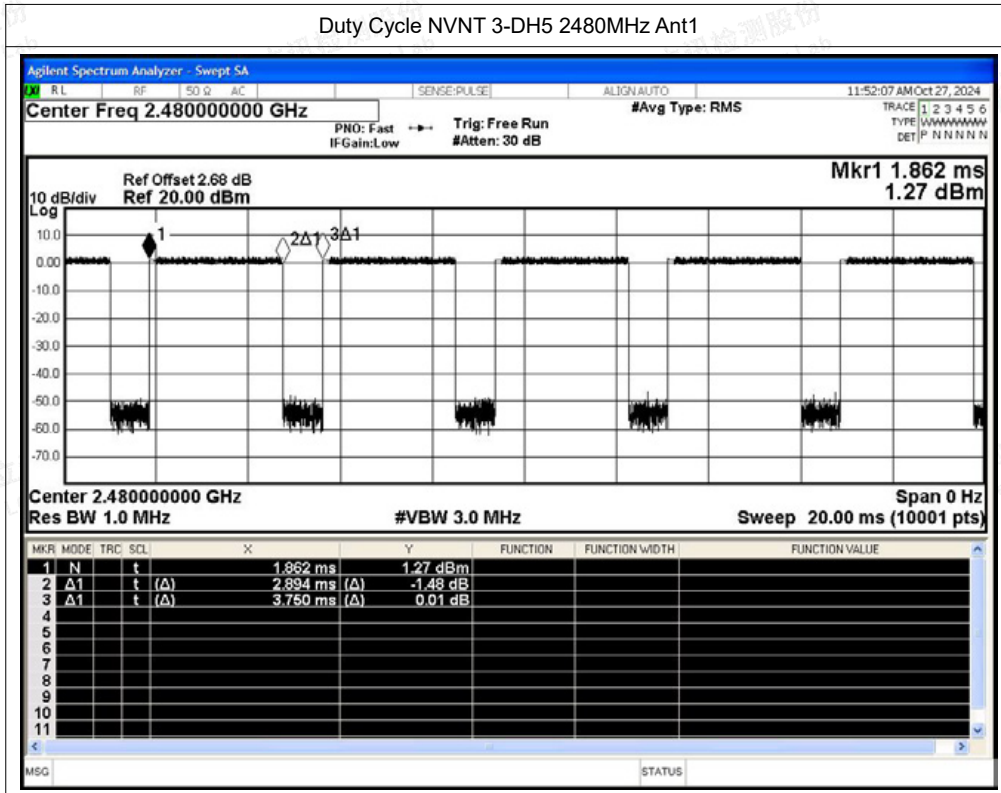 Duty Cycle NVNT 3-DH5 2480MHz Ant1
Agilent Spectrum Analyzer - Swept SA
RL RF 50 Ω AC SENSE:PULSE ALIGN AUTO 11:52:07 AM Oct 27, 2024
Center Freq 2.480000000 GHz #Avg Type: RMS TRACE 1 2 3 4 5 6
PNO: Fast Trig: Free Run TYPE WWWWWW
IFGain:Low #Atten: 30 dB DET P N N N N N
Mkr1 1.862 ms
1.27 dBm
Ref Offset 2.68 dB
10 dB/div Ref 20.00 dBm
Log
10.0
0.00
-10.0
-20.0
-30.0
-40.0
-50.0
-60.0
-70.0
1 2Δ1 3Δ1
Center 2.480000000 GHz Span 0 Hz
Res BW 1.0 MHz #VBW 3.0 MHz Sweep 20.00 ms (10001 pts)
MKR MODE TRC SCL X Y FUNCTION FUNCTION WIDTH FUNCTION VALUE
1 N t 1.862 ms 1.27 dBm
2 Δ1 t (Δ) 2.894 ms (Δ) -1.48 dB
3 Δ1 t (Δ) 3.750 ms (Δ) 0.01 dB
4
5
6
7
8
9
10
11
MSG STATUS